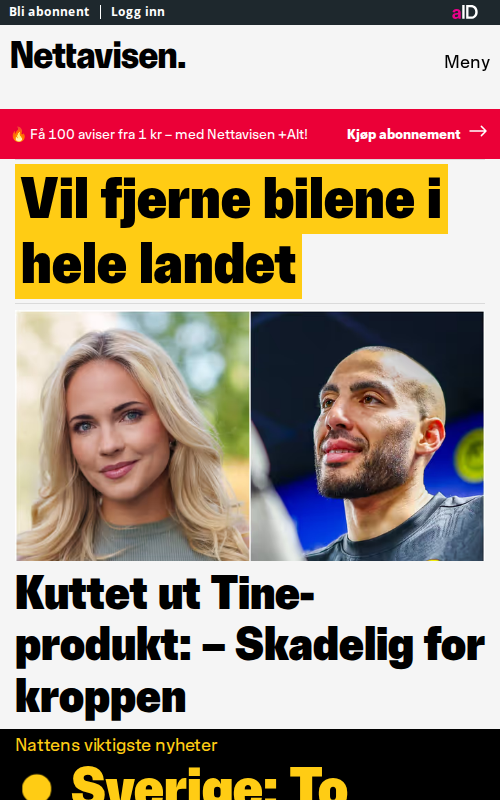 Bli abonnent | Logg inn
aID
Nettavisen.
Meny
🔥 Få 100 aviser fra 1 kr – med Nettavisen +Alt!
Kjøp abonnement →
Vil fjerne bilene i
hele landet
Kuttet ut Tine-
produkt: – Skadelig for
kroppen
Nattens viktigste nyheter
Sverige: To